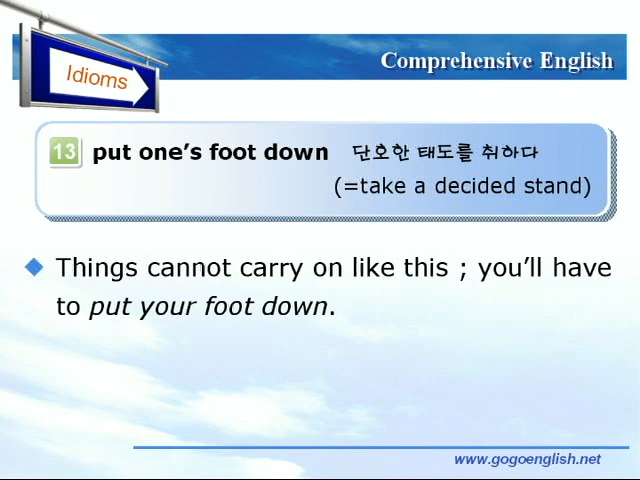 Idioms
Comprehensive English
13 put one's foot down 단호한 태도를 취하다
(=take a decided stand)
Things cannot carry on like this ; you'll have
to put your foot down.
www.gogoenglish.net